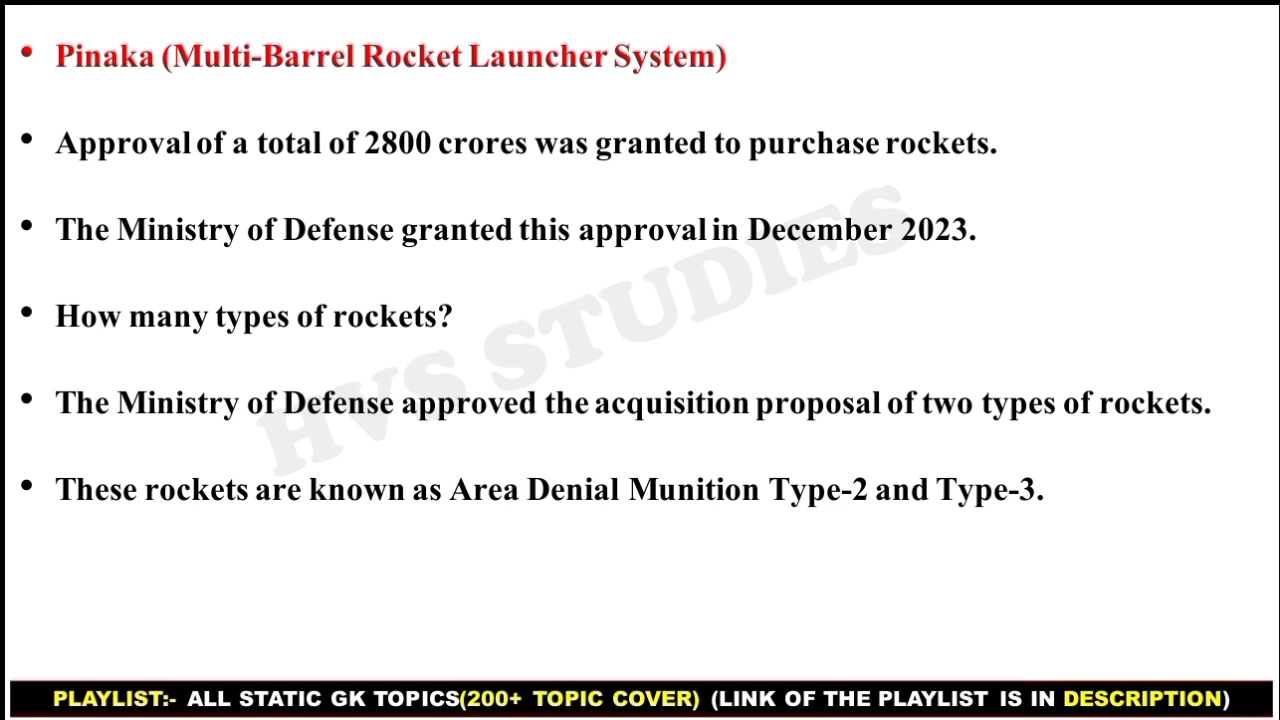 • Pinaka (Multi-Barrel Rocket Launcher System)
• Approval of a total of 2800 crores was granted to purchase rockets.
• The Ministry of Defense granted this approval in December 2023.
• How many types of rockets?
• The Ministry of Defense approved the acquisition proposal of two types of rockets.
• These rockets are known as Area Denial Munition Type-2 and Type-3.
HVS STUDIES
PLAYLIST:- ALL STATIC GK TOPICS(200+ TOPIC COVER) (LINK OF THE PLAYLIST IS IN DESCRIPTION)